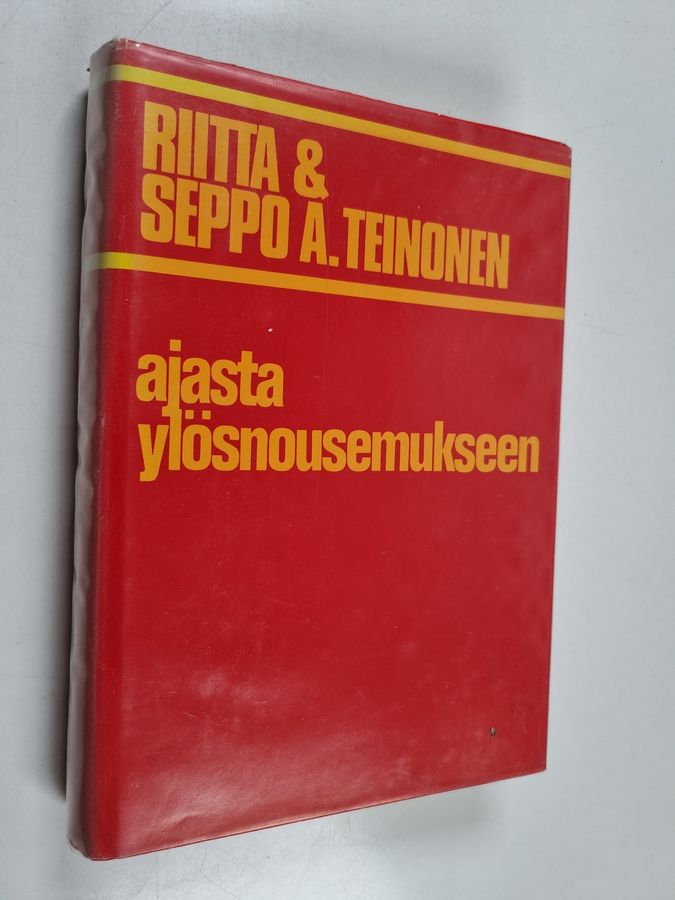 RIITTA &
SEPPO A. TEINONEN
ajasta
ylösnousemukseen